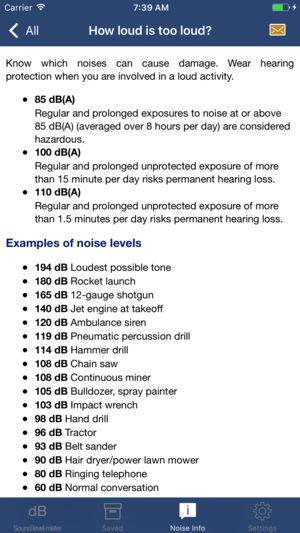 Carrier 7:39 AM
All How loud is too loud?
Know which noises can cause damage. Wear hearing
protection when you are involved in a loud activity.
• 85 dB(A)
Regular and prolonged exposures to noise at or above
85 dB(A) (averaged over 8 hours per day) are considered
hazardous.
• 100 dB(A)
Regular and prolonged unprotected exposure of more
than 15 minute per day risks permanent hearing loss.
• 110 dB(A)
Regular and prolonged unprotected exposure of more
than 1.5 minutes per day risks permanent hearing loss.
Examples of noise levels
• 194 dB Loudest possible tone
• 180 dB Rocket launch
• 165 dB 12-gauge shotgun
• 140 dB Jet engine at takeoff
• 120 dB Ambulance siren
• 119 dB Pneumatic percussion drill
• 114 dB Hammer drill
• 108 dB Chain saw
• 108 dB Continuous miner
• 105 dB Bulldozer, spray painter
• 103 dB Impact wrench
• 98 dB Hand drill
• 96 dB Tractor
• 93 dB Belt sander
• 90 dB Hair dryer/power lawn mower
• 80 dB Ringing telephone
• 60 dB Normal conversation
dB
Sound level meter Saved Noise Info Settings